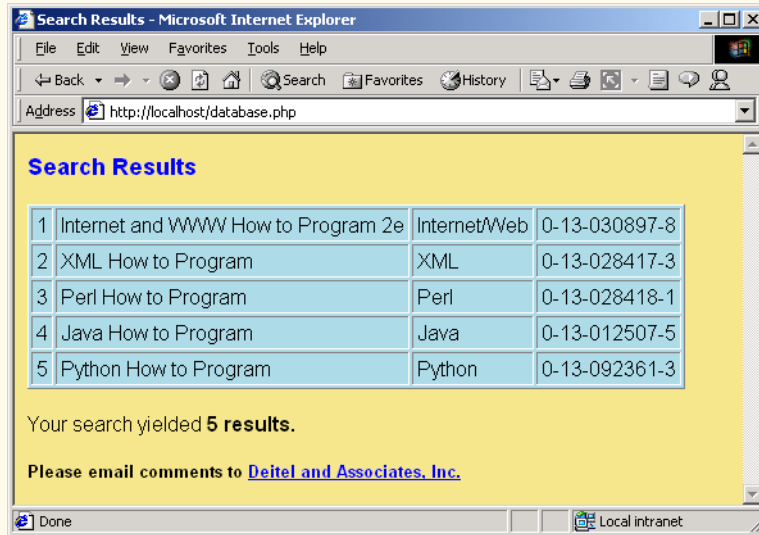 Search Results - Microsoft Internet Explorer
File Edit View Favorites Tools Help
Back Search Favorites History
Address http://localhost/database.php
Search Results
1 Internet and WWW How to Program 2e Internet/Web 0-13-030897-8
2 XML How to Program XML 0-13-028417-3
3 Perl How to Program Perl 0-13-028418-1
4 Java How to Program Java 0-13-012507-5
5 Python How to Program Python 0-13-092361-3
Your search yielded 5 results.
Please email comments to Deitel and Associates, Inc.
Done Local intranet